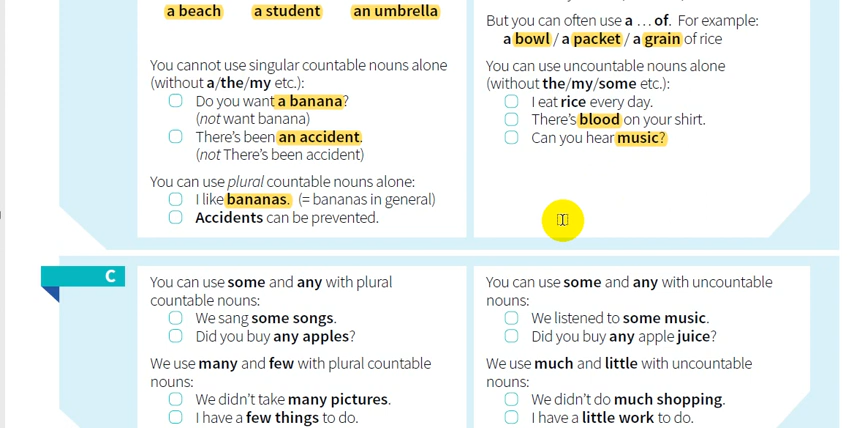 a beach a student an umbrella
You cannot use singular countable nouns alone
(without a/the/my etc.):
Do you want a banana?
(not want banana)
There's been an accident.
(not There's been accident)
You can use plural countable nouns alone:
I like bananas. (= bananas in general)
Accidents can be prevented.
But you can often use a … of. For example:
a bowl / a packet / a grain of rice
You can use uncountable nouns alone
(without the/my/some etc.):
I eat rice every day.
There's blood on your shirt.
Can you hear music?
C
You can use some and any with plural
countable nouns:
We sang some songs.
Did you buy any apples?
We use many and few with plural countable
nouns:
We didn't take many pictures.
I have a few things to do.
You can use some and any with uncountable
nouns:
We listened to some music.
Did you buy any apple juice?
We use much and little with uncountable
nouns:
We didn't do much shopping.
I have a little work to do.